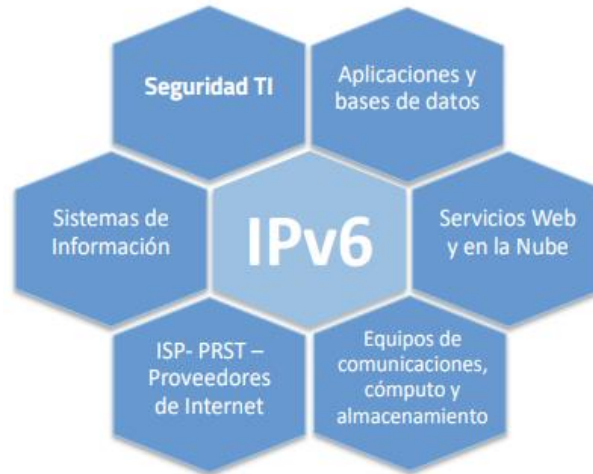 Seguridad TI
Aplicaciones y
bases de datos
Sistemas de
Información
IPv6
Servicios Web
y en la Nube
ISP- PRST –
Proveedores
de Internet
Equipos de
comunicaciones,
cómputo y
almacenamiento